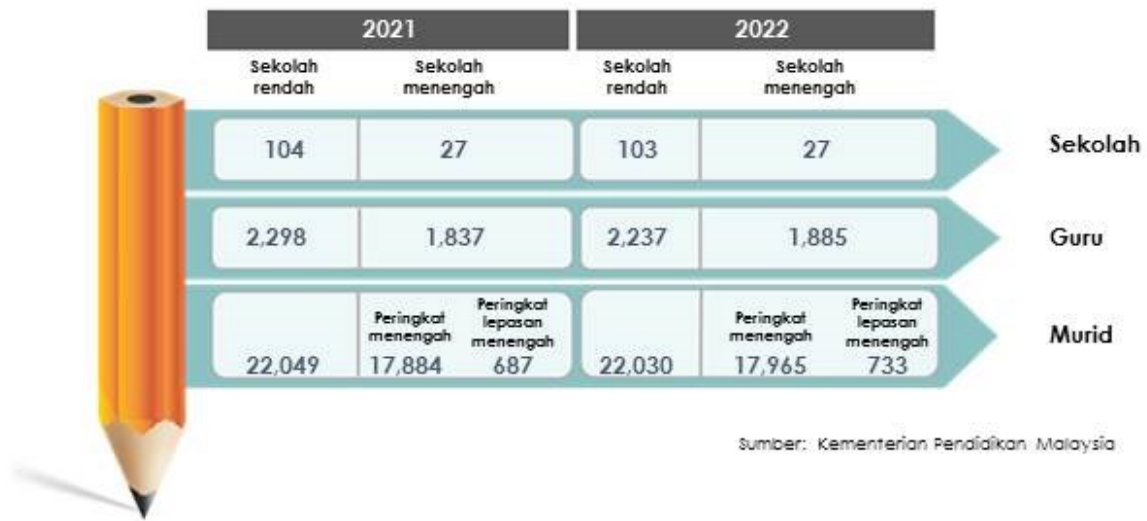 2021 2022
Sekolah rendah Sekolah menengah Sekolah rendah Sekolah menengah
104 27 103 27 Sekolah
2,298 1,837 2,237 1,885 Guru
Peringkat menengah Peringkat lepasan menengah Peringkat menengah Peringkat lepasan menengah Murid
22,049 17,884 687 22,030 17,965 733
Sumber: Kementerian Pendidikan Malaysia